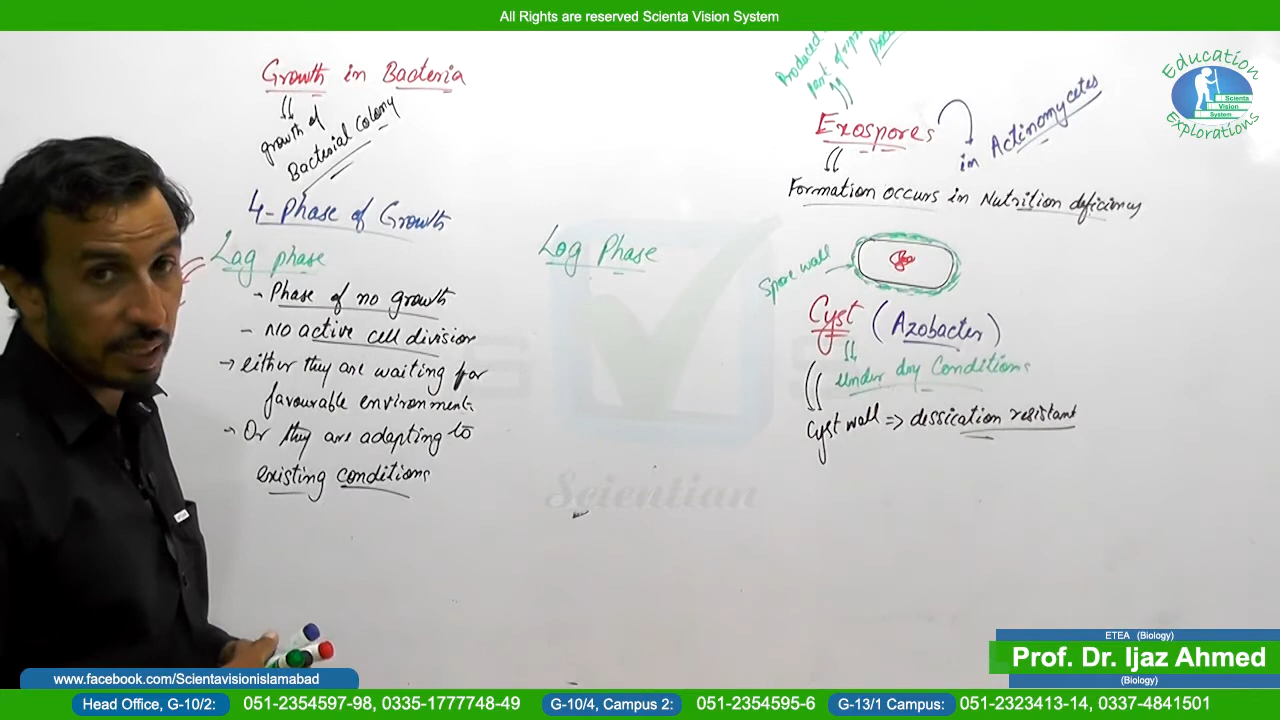 All Rights are reserved Scienta Vision System
Growth in Bacteria
growth of
Bacterial Colony
4-Phase of Growth
Lag phase
- Phase of no growth
- no active cell division
→ either they are waiting for
favourable environment.
→ Or they are adapting to
existing conditions
Log Phase
Produced
part of
Exospores
in Actinomycetes
Formation occurs in Nutrition deficiency
Spore wall
Cyst (Azobacter)
Under dry Conditions
Cyst wall => dessication resistant
Scientian
Education
Scienta
Vision
System
Explorations
ETEA (Biology)
Prof. Dr. Ijaz Ahmed
(Biology)
www.facebook.com/Scientavisionislamabad
Head Office, G-10/2: 051-2354597-98, 0335-1777748-49 G-10/4, Campus 2: 051-2354595-6 G-13/1 Campus: 051-2323413-14, 0337-4841501